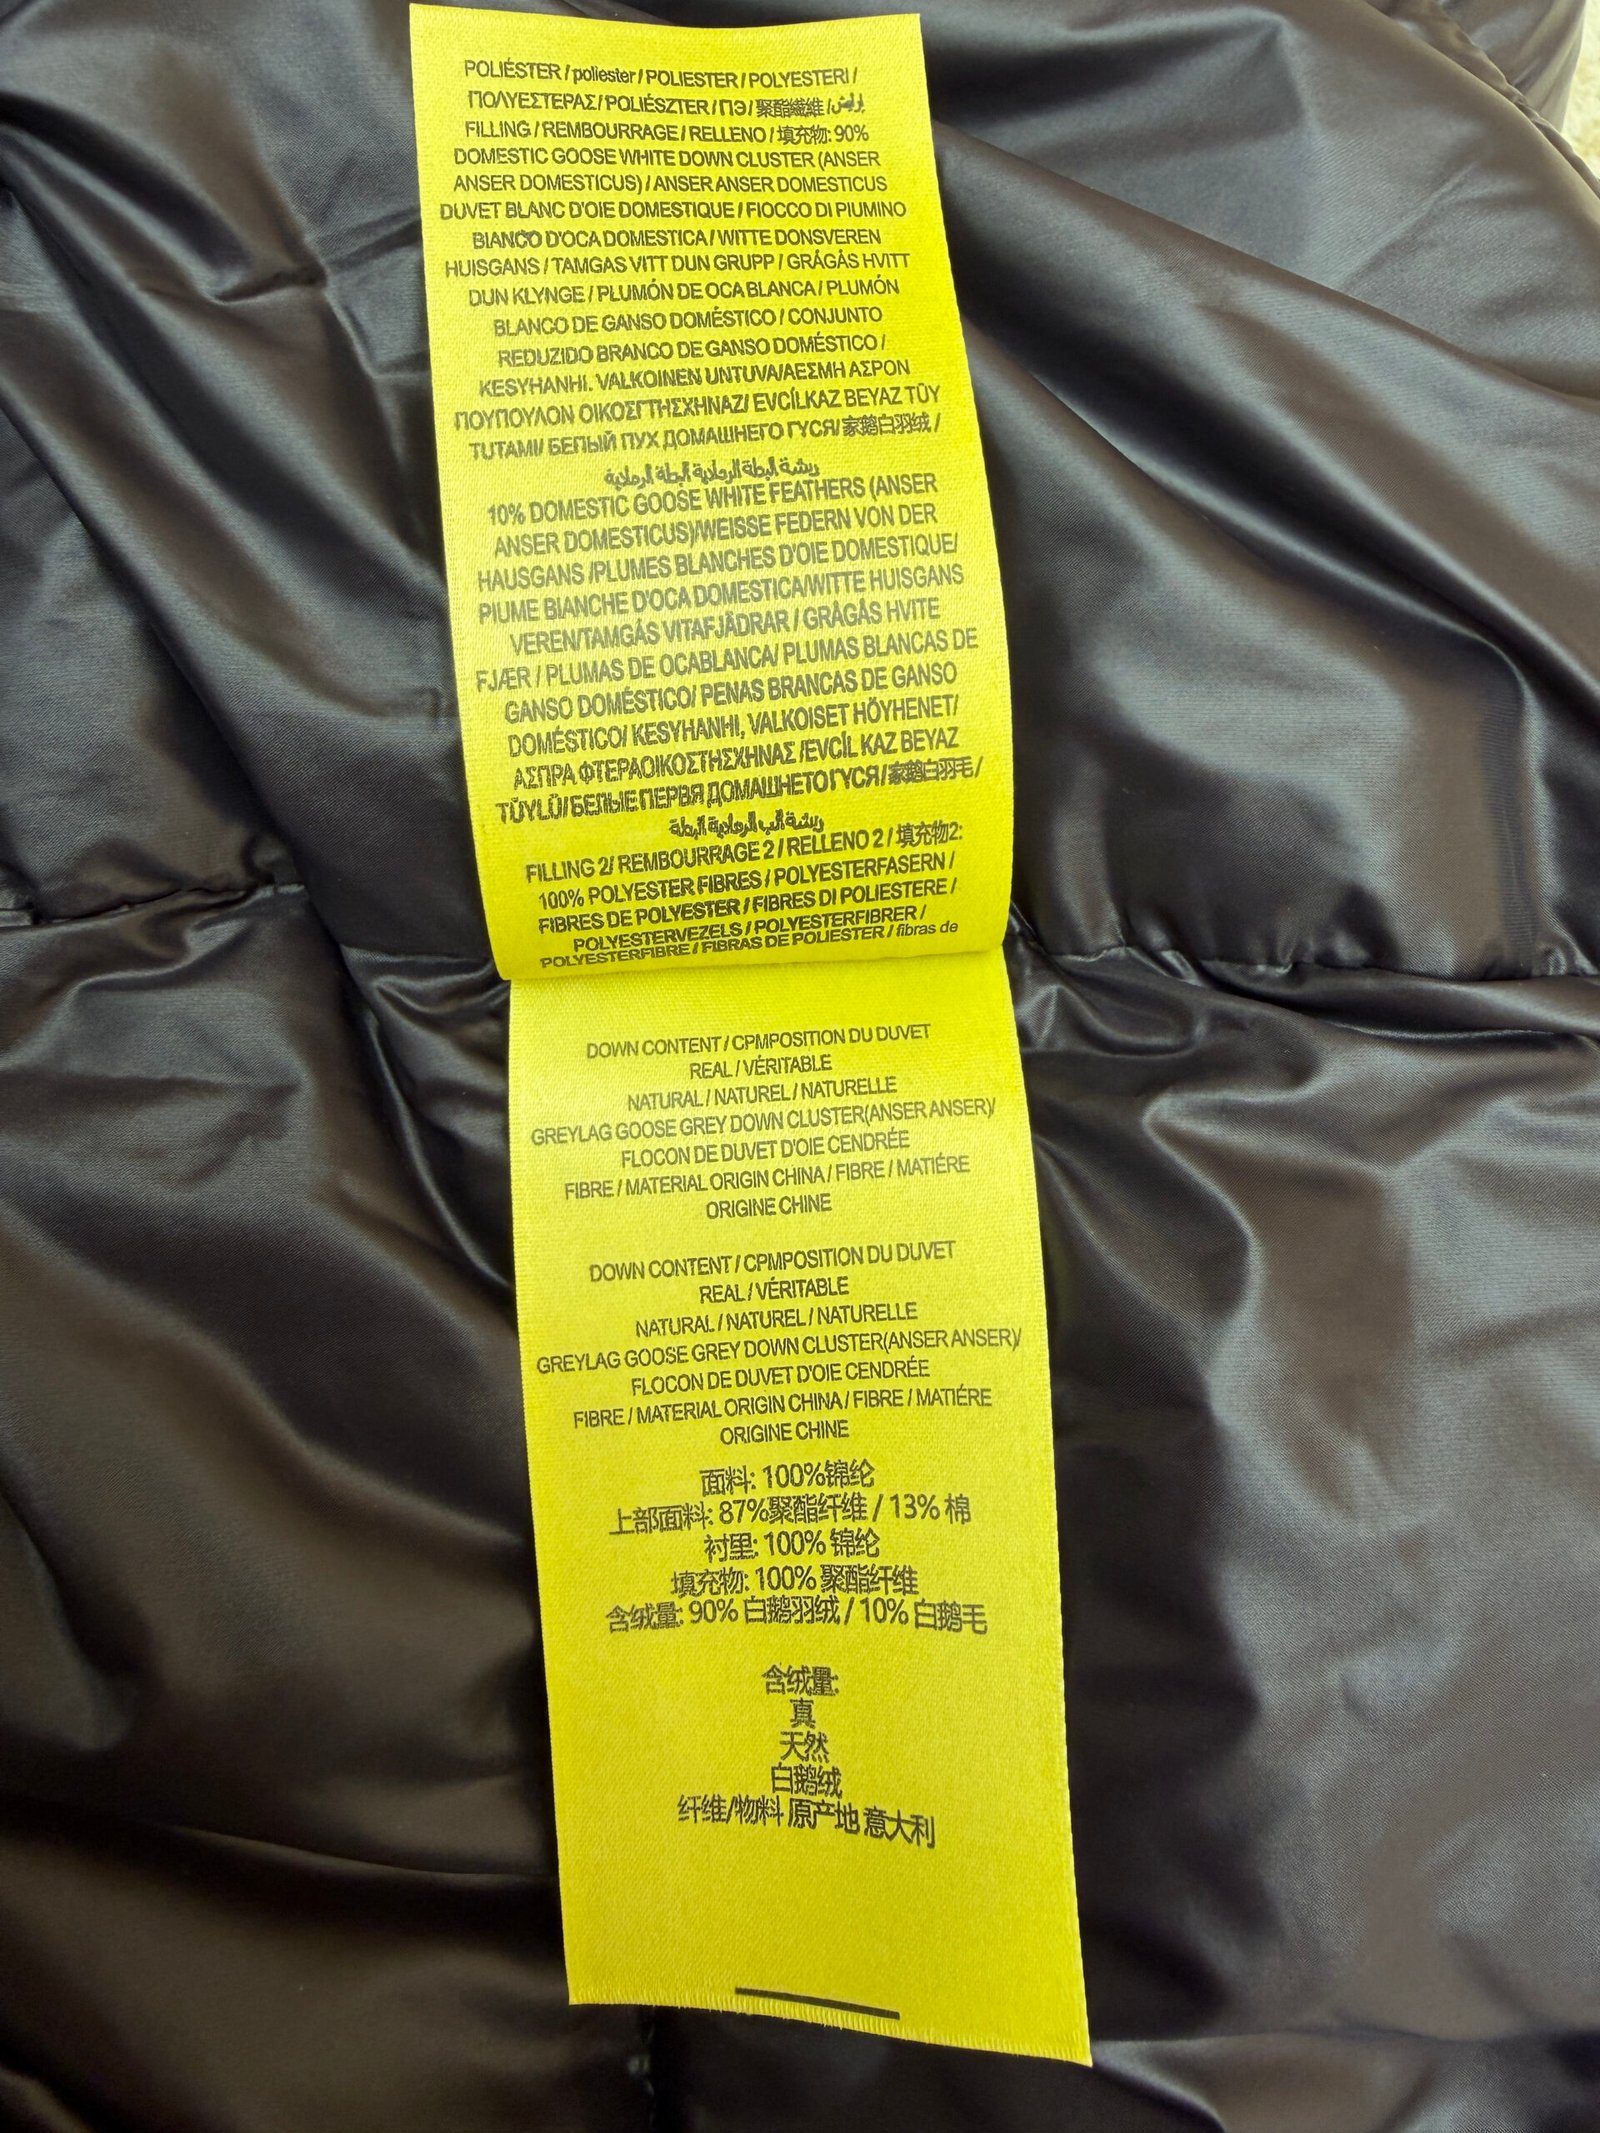 POLIÉSTER / poliester / POLIESTER / POLYESTERI /
ΠΟΛΥΕΣΤΕΡΑΣ / POLIÉSZTER / ПЭ / 聚酯纖維 /
FILLING / REMBOURRAGE / RELLENO / 填充物: 90%
DOMESTIC GOOSE WHITE DOWN CLUSTER (ANSER
ANSER DOMESTICUS) / ANSER ANSER DOMESTICUS
DUVET BLANC D'OIE DOMESTIQUE / FIOCCO DI PIUMINO
BIANCO D'OCA DOMESTICA / WITTE DONSVEREN
HUISGANS / TAMGAS VITT DUN GRUPP / GRÅGÅS HVITT
DUN KLYNGE / PLUMÓN DE OCA BLANCA / PLUMÓN
BLANCO DE GANSO DOMÉSTICO / CONJUNTO
REDUZIDO BRANCO DE GANSO DOMÉSTICO /
KESYHANHI. VALKOINEN UNTUVA/ΑΕΣΜΗ ΑΣΡΟΝ
ΠΟΥΠΟΥΛΟΝ ΟΙΚΟΣΓΤΗΣΧΗΝΑΖ/ EVCİLKAZ BEYAZ TÜY
TUTAMI/ БЕПЫЙ ПУХ ДОМАШНЕГО ГУСЯ/ 家鹅白羽绒 /
10% DOMESTIC GOOSE WHITE FEATHERS (ANSER
ANSER DOMESTICUS)/WEISSE FEDERN VON DER
HAUSGANS /PLUMES BLANCHES D'OIE DOMESTIQUE/
PIUME BIANCHE D'OCA DOMESTICA/WITTE HUISGANS
VEREN/TAMGÅS VITAFJÄDRAR / GRÅGÅS HVITE
FJÆR / PLUMAS DE OCABLANCA/ PLUMAS BLANCAS DE
GANSO DOMÉSTICO/ PENAS BRANCAS DE GANSO
DOMÉSTICO/ KESYHANHI, VALKOISET HÖYHENET/
ΑΣΠΡΑ ΦΤΕΡΑΟΙΚΟΣΤΗΣΧΗΝΑΣ /EVCİL KAZ BEYAZ
TÜYLÜ/БЕЛЫЕ ПЕРВЯ ДОМАШНЕТО ГУСЯ / 家鹅白羽毛 /
FILLING 2/ REMBOURRAGE 2 / RELLENO 2 / 填充物2:
100% POLYESTER FIBRES / POLYESTERFASERN /
FIBRES DE POLYESTER / FIBRES DI POLIESTERE /
POLYESTERVEZELS / POLYESTERFIBRER /
POLYESTERFIBRE / FIBRAS DE POLIESTER / fibras de
DOWN CONTENT / CPMPOSITION DU DUVET
REAL / VÉRITABLE
NATURAL / NATUREL / NATURELLE
GREYLAG GOOSE GREY DOWN CLUSTER(ANSER ANSER)/
FLOCON DE DUVET D'OIE CENDRÉE
FIBRE / MATERIAL ORIGIN CHINA / FIBRE / MATIÉRE
ORIGINE CHINE
DOWN CONTENT / CPMPOSITION DU DUVET
REAL / VÉRITABLE
NATURAL / NATUREL / NATURELLE
GREYLAG GOOSE GREY DOWN CLUSTER(ANSER ANSER)/
FLOCON DE DUVET D'OIE CENDRÉE
FIBRE / MATERIAL ORIGIN CHINA / FIBRE / MATIÉRE
ORIGINE CHINE
面料: 100%锦纶
上部面料: 87%聚酯纤维 / 13% 棉
衬里: 100% 锦纶
填充物: 100% 聚酯纤维
含绒量: 90% 白鹅羽绒 / 10% 白鹅毛
含绒量:
真
天然
白鹅绒
纤维/物料 原产地 意大利